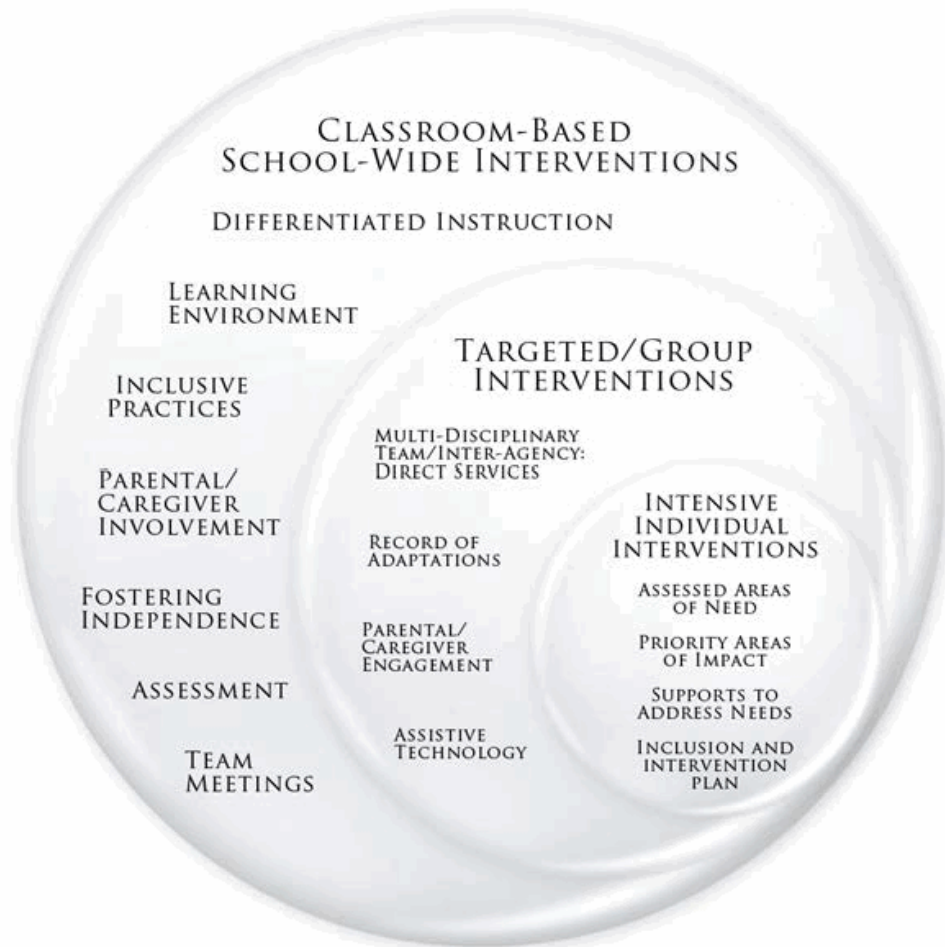 CLASSROOM-BASED
SCHOOL-WIDE INTERVENTIONS
DIFFERENTIATED INSTRUCTION
LEARNING
ENVIRONMENT
INCLUSIVE
PRACTICES
PARENTAL/
CAREGIVER
INVOLVEMENT
FOSTERING
INDEPENDENCE
ASSESSMENT
TEAM
MEETINGS
TARGETED/GROUP
INTERVENTIONS
MULTI-DISCIPLINARY
TEAM/INTER-AGENCY:
DIRECT SERVICES
RECORD OF
ADAPTATIONS
PARENTAL/
CAREGIVER
ENGAGEMENT
ASSISTIVE
TECHNOLOGY
INTENSIVE
INDIVIDUAL
INTERVENTIONS
ASSESSED AREAS
OF NEED
PRIORITY AREAS
OF IMPACT
SUPPORTS TO
ADDRESS NEEDS
INCLUSION AND
INTERVENTION
PLAN